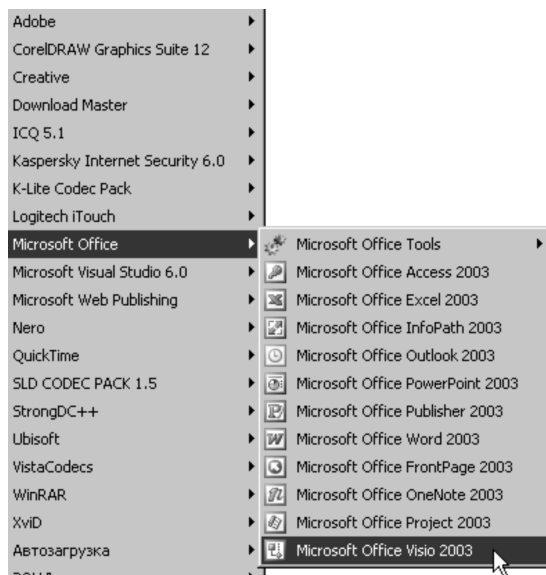 Adobe
CorelDRAW Graphics Suite 12
Creative
Download Master
ICQ 5.1
Kaspersky Internet Security 6.0
K-Lite Codec Pack
Logitech iTouch
Microsoft Office
Microsoft Visual Studio 6.0
Microsoft Web Publishing
Nero
QuickTime
SLD CODEC PACK 1.5
StrongDC++
Ubisoft
VistaCodecs
WinRAR
XviD
Автозагрузка
Microsoft Office Tools
Microsoft Office Access 2003
Microsoft Office Excel 2003
Microsoft Office InfoPath 2003
Microsoft Office Outlook 2003
Microsoft Office PowerPoint 2003
Microsoft Office Publisher 2003
Microsoft Office Word 2003
Microsoft Office FrontPage 2003
Microsoft Office OneNote 2003
Microsoft Office Project 2003
Microsoft Office Visio 2003